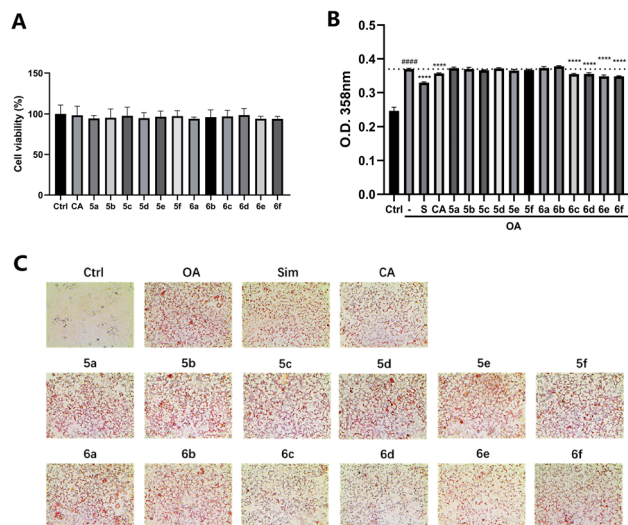 A
Cell viability (%)
150
100
50
0
Ctrl CA 5a 5b 5c 5d 5e 5f 6a 6b 6c 6d 6e 6f
B
O.D. 358nm
0.5
0.4
0.3
0.2
0.1
0.0
#### **** **** **** **** **** ****
Ctrl - S CA 5a 5b 5c 5d 5e 5f 6a 6b 6c 6d 6e 6f
OA
C
Ctrl OA Sim CA
5a 5b 5c 5d 5e 5f
6a 6b 6c 6d 6e 6f